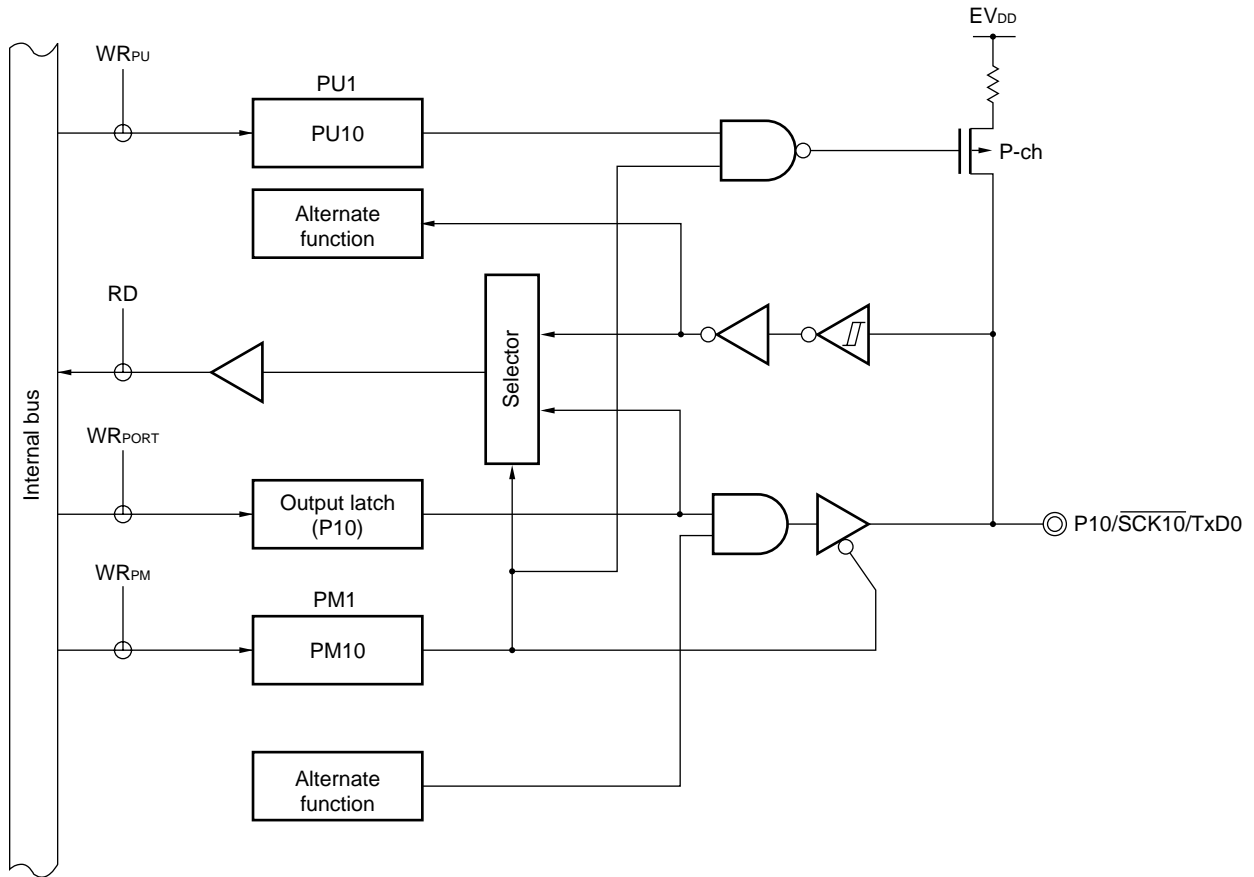 EVDD
WRPU
PU1
PU10
P-ch
Alternate
function
RD
Selector
Internal bus
WRPORT
Output latch
(P10)
P10/SCK10/TxD0
WRPM
PM1
PM10
Alternate
function